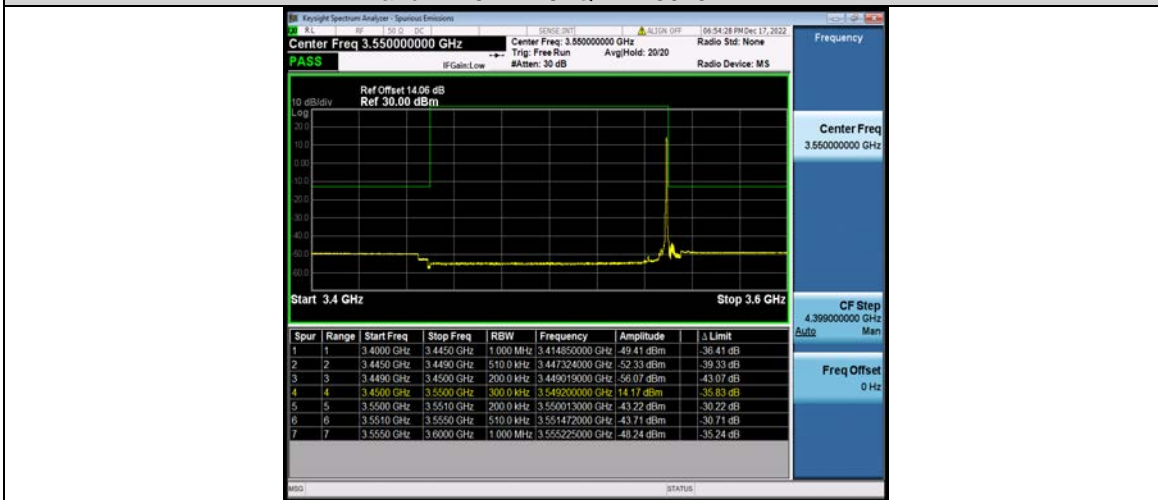 Keysight Spectrum Analyzer - Spurious Emissions
RL RF 50 Ω DC SENSE:INT ALIGN OFF 06:54:28 PM Dec 17, 2022
Center Freq 3.550000000 GHz Center Freq: 3.550000000 GHz Radio Std: None Frequency
Trig: Free Run Avg|Hold: 20/20
PASS IFGain:Low #Atten: 30 dB Radio Device: MS
Ref Offset 14.06 dB
10 dB/div Ref 30.00 dBm
Log
20.0
10.0
0.00
-10.0
-20.0
-30.0
-40.0
-50.0
-60.0
Start 3.4 GHz Stop 3.6 GHz
Center Freq
3.550000000 GHz
CF Step
4.399000000 GHz
Auto Man
Freq Offset
0 Hz
Spur Range Start Freq Stop Freq RBW Frequency Amplitude Δ Limit
1 1 3.4000 GHz 3.4450 GHz 1.000 MHz 3.414850000 GHz -49.41 dBm -36.41 dB
2 2 3.4450 GHz 3.4490 GHz 510.0 kHz 3.447324000 GHz -52.33 dBm -39.33 dB
3 3 3.4490 GHz 3.4500 GHz 200.0 kHz 3.449019000 GHz -56.07 dBm -43.07 dB
4 4 3.4500 GHz 3.5500 GHz 300.0 kHz 3.549200000 GHz 14.17 dBm -35.83 dB
5 5 3.5500 GHz 3.5510 GHz 200.0 kHz 3.550013000 GHz -43.22 dBm -30.22 dB
6 6 3.5510 GHz 3.5550 GHz 510.0 kHz 3.551472000 GHz -43.71 dBm -30.71 dB
7 7 3.5550 GHz 3.6000 GHz 1.000 MHz 3.555225000 GHz -48.24 dBm -35.24 dB
MSG STATUS